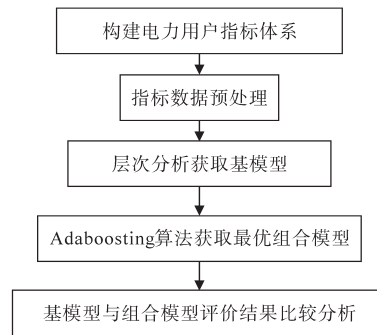 构建电力用户指标体系
指标数据预处理
层次分析获取基模型
Adaboosting算法获取最优组合模型
基模型与组合模型评价结果比较分析